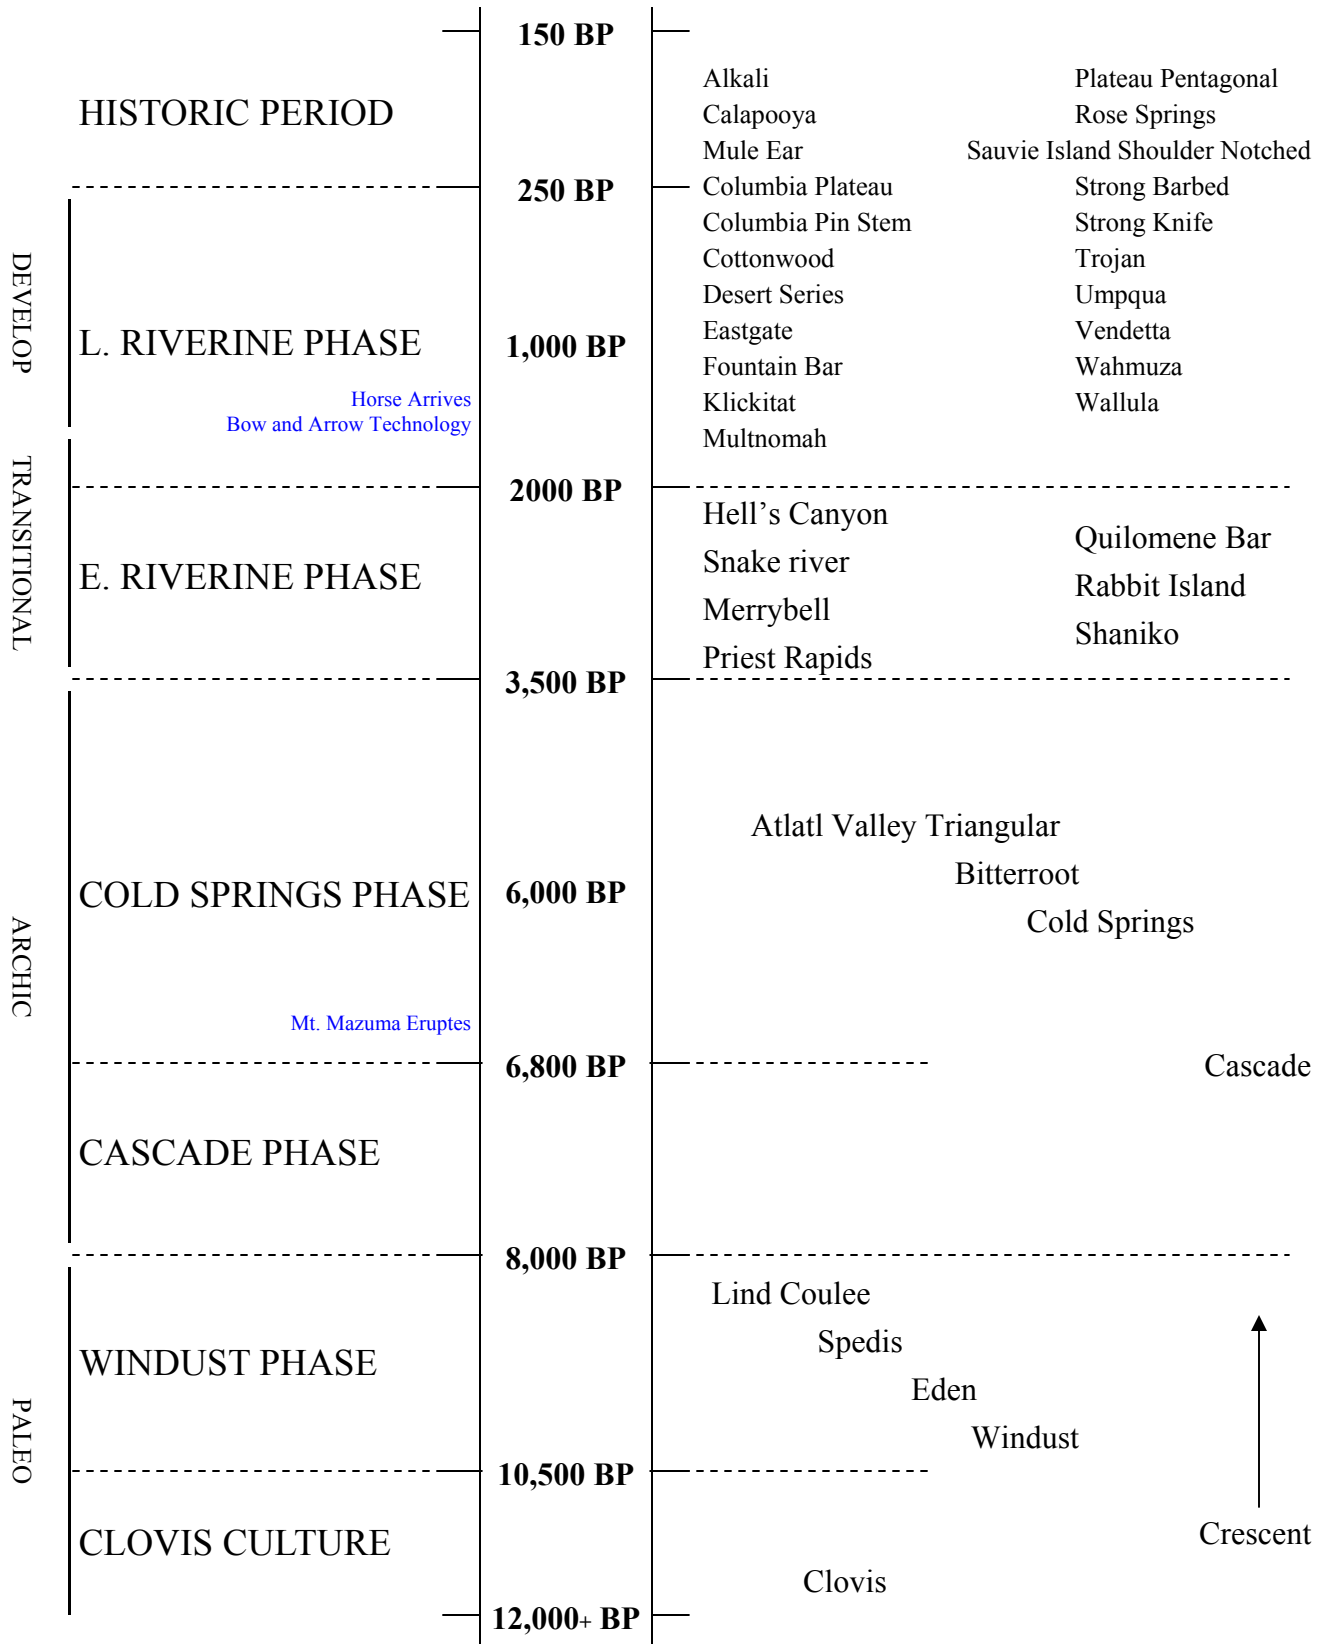 150 BP
HISTORIC PERIOD
Alkali
Plateau Pentagonal
Calapooya
Rose Springs
Mule Ear
Sauvie Island Shoulder Notched
250 BP
Columbia Plateau
Strong Barbed
Columbia Pin Stem
Strong Knife
Cottonwood
Trojan
Desert Series
Umpqua
DEVELOP
L. RIVERINE PHASE
1,000 BP
Eastgate
Vendetta
Fountain Bar
Wahmuza
Horse Arrives
Bow and Arrow Technology
Klickitat
Wallula
Multnomah
2000 BP
TRANSITIONAL
E. RIVERINE PHASE
Hell's Canyon
Quilomene Bar
Snake river
Rabbit Island
Merrybell
Shaniko
Priest Rapids
3,500 BP
Atlatl Valley Triangular
Bitterroot
COLD SPRINGS PHASE
6,000 BP
Cold Springs
ARCHIC
Mt. Mazuma Eruptes
6,800 BP
Cascade
CASCADE PHASE
8,000 BP
Lind Coulee
Spedis
WINDUST PHASE
Eden
Windust
PALEO
10,500 BP
CLOVIS CULTURE
Crescent
Clovis
12,000+ BP